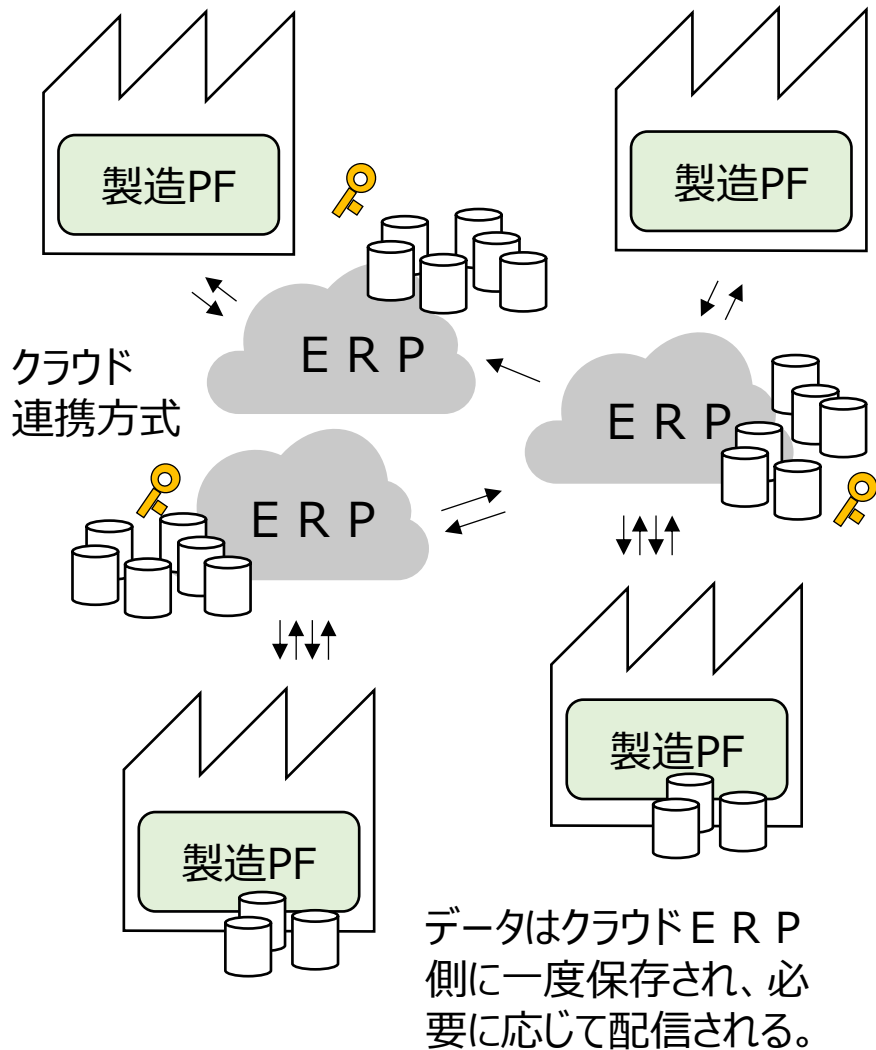 製造PF
製造PF
ＥＲＰ
クラウド
連携方式
ＥＲＰ
ＥＲＰ
製造PF
製造PF
データはクラウドＥＲＰ
側に一度保存され、必
要に応じて配信される。